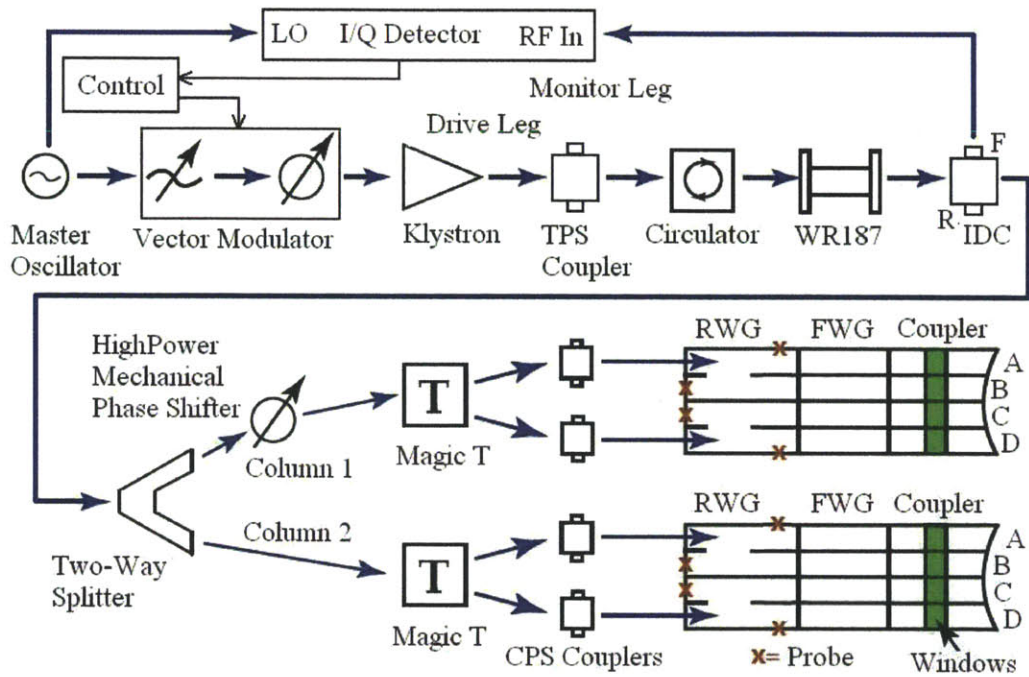 LO I/Q Detector RF In
Control
Monitor Leg
Drive Leg
F
R.
Master
Oscillator
Vector Modulator
Klystron
TPS
Coupler
Circulator
WR187
IDC
HighPower
Mechanical
Phase Shifter
RWG FWG Coupler
A
B
C
D
T
Magic T
Column 1
Column 2
Two-Way
Splitter
RWG FWG Coupler
A
B
C
D
T
Magic T
CPS Couplers
x= Probe
Windows